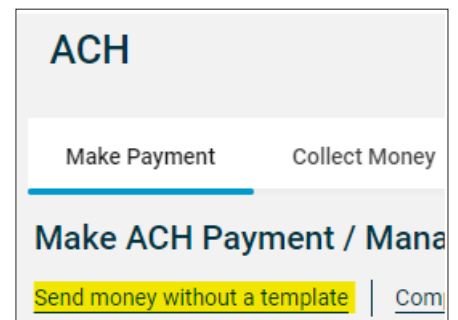 ACH
Make Payment Collect Money
Make ACH Payment / Mana
Send money without a template | Com